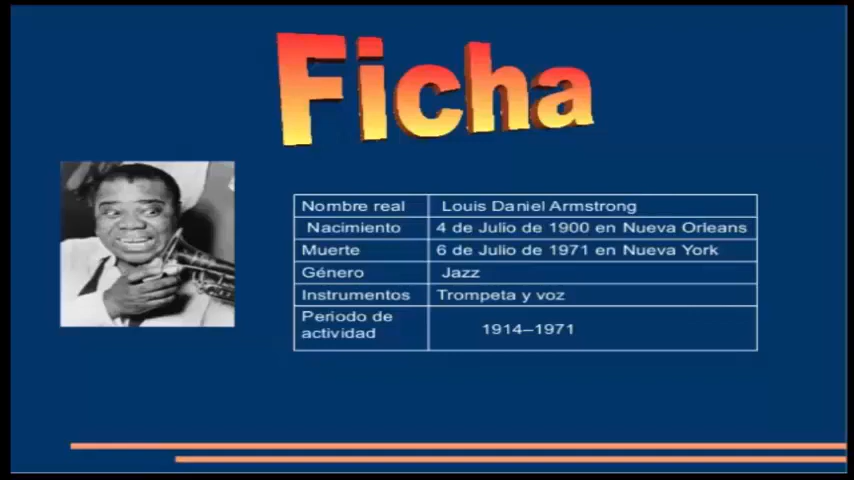 Ficha
Nombre real Louis Daniel Armstrong
Nacimiento 4 de Julio de 1900 en Nueva Orleans
Muerte 6 de Julio de 1971 en Nueva York
Género Jazz
Instrumentos Trompeta y voz
Periodo de
actividad 1914–1971